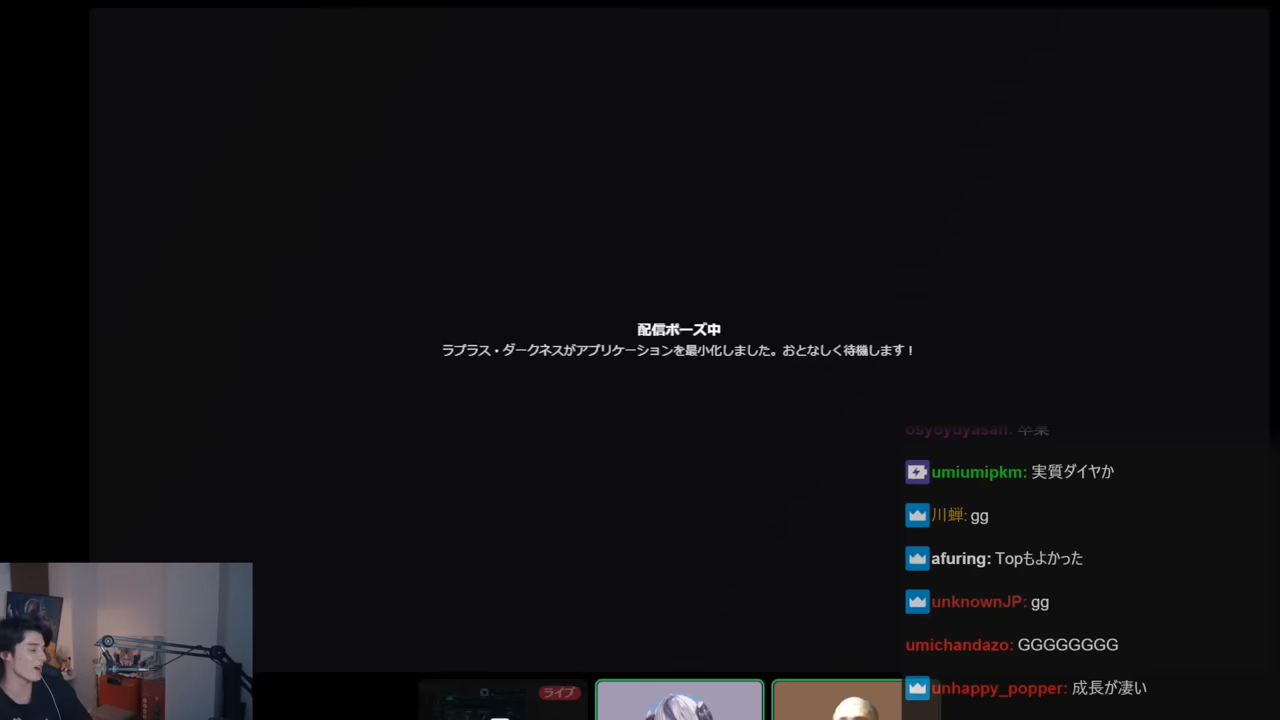 配信ポーズ中
ラプラス・ダークネスがアプリケーションを最小化しました。おとなしく待機します！
osyoyuyasan: 卒業
umiumipkm: 実質ダイヤか
川蝉: gg
afuring: Topもよかった
unknownJP: gg
umichandazo: GGGGGGGG
unhappy_popper: 成長が凄い
ライブ